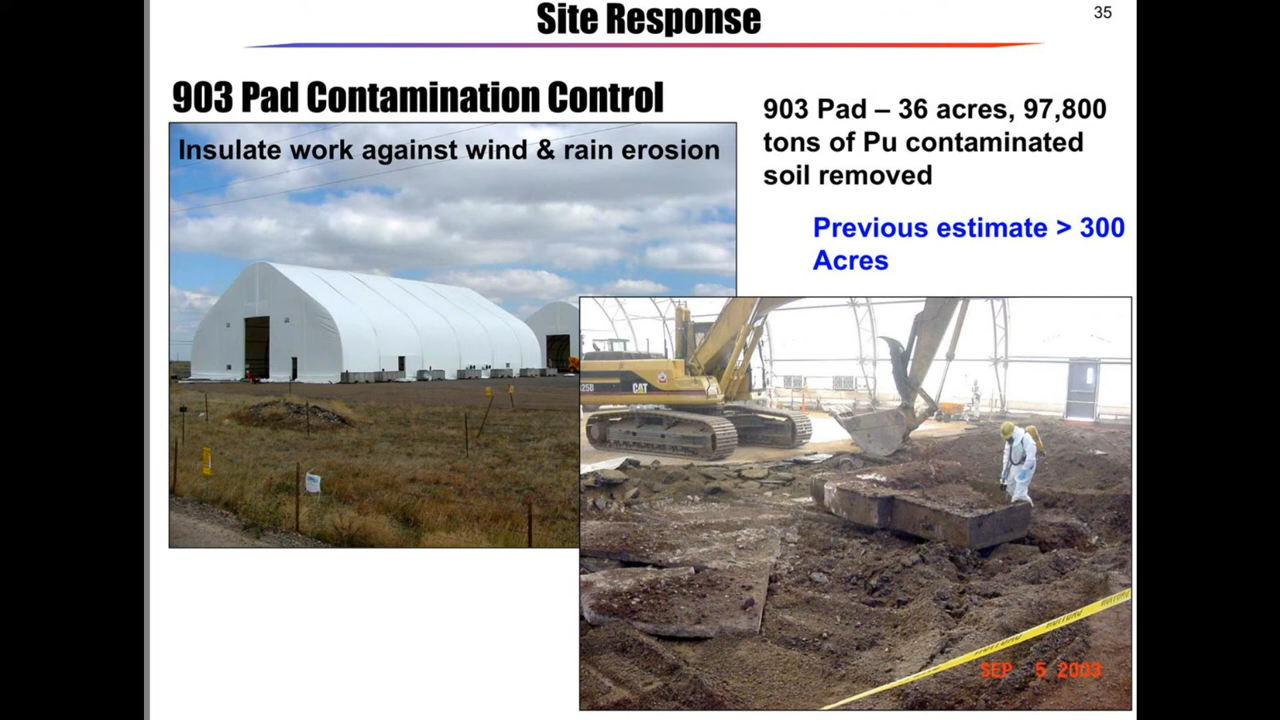 Site Response
35
903 Pad Contamination Control
Insulate work against wind & rain erosion
903 Pad – 36 acres, 97,800
tons of Pu contaminated
soil removed
Previous estimate > 300
Acres
CAT
SEP 5 2003